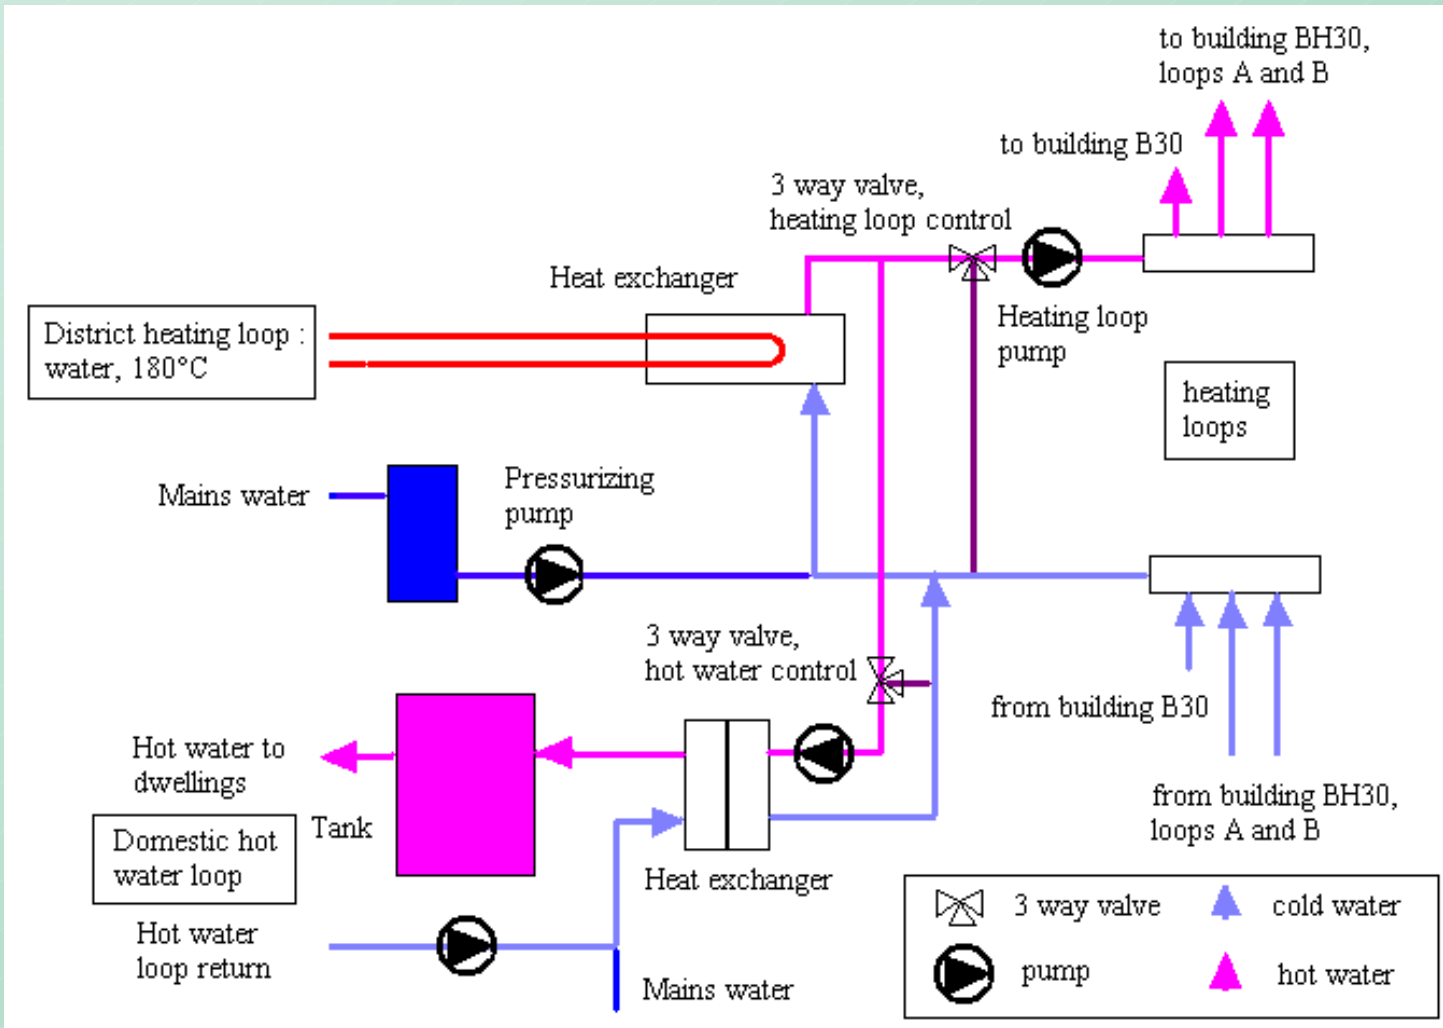 to building BH30,
loops A and B
to building B30
3 way valve,
heating loop control
Heat exchanger
District heating loop :
water, 180°C
Heating loop
pump
heating
loops
Mains water
Pressurizing
pump
3 way valve,
hot water control
from building B30
Hot water to
dwellings
from building BH30,
loops A and B
Tank
Domestic hot
water loop
Heat exchanger
3 way valve
cold water
Hot water
loop return
pump
hot water
Mains water